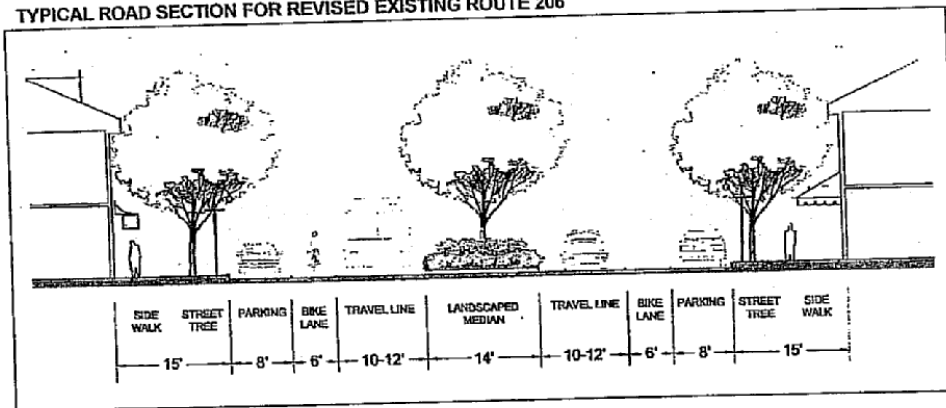 TYPICAL ROAD SECTION FOR REVISED EXISTING ROUTE 206
SIDE WALK
STREET TREE
PARKING
BIKE LANE
TRAVEL LINE
LANDSCAPED MEDIAN
TRAVEL LINE
BIKE LANE
PARKING
STREET TREE
SIDE WALK
15' 8' 6' 10-12' 14' 10-12' 6' 8' 15'